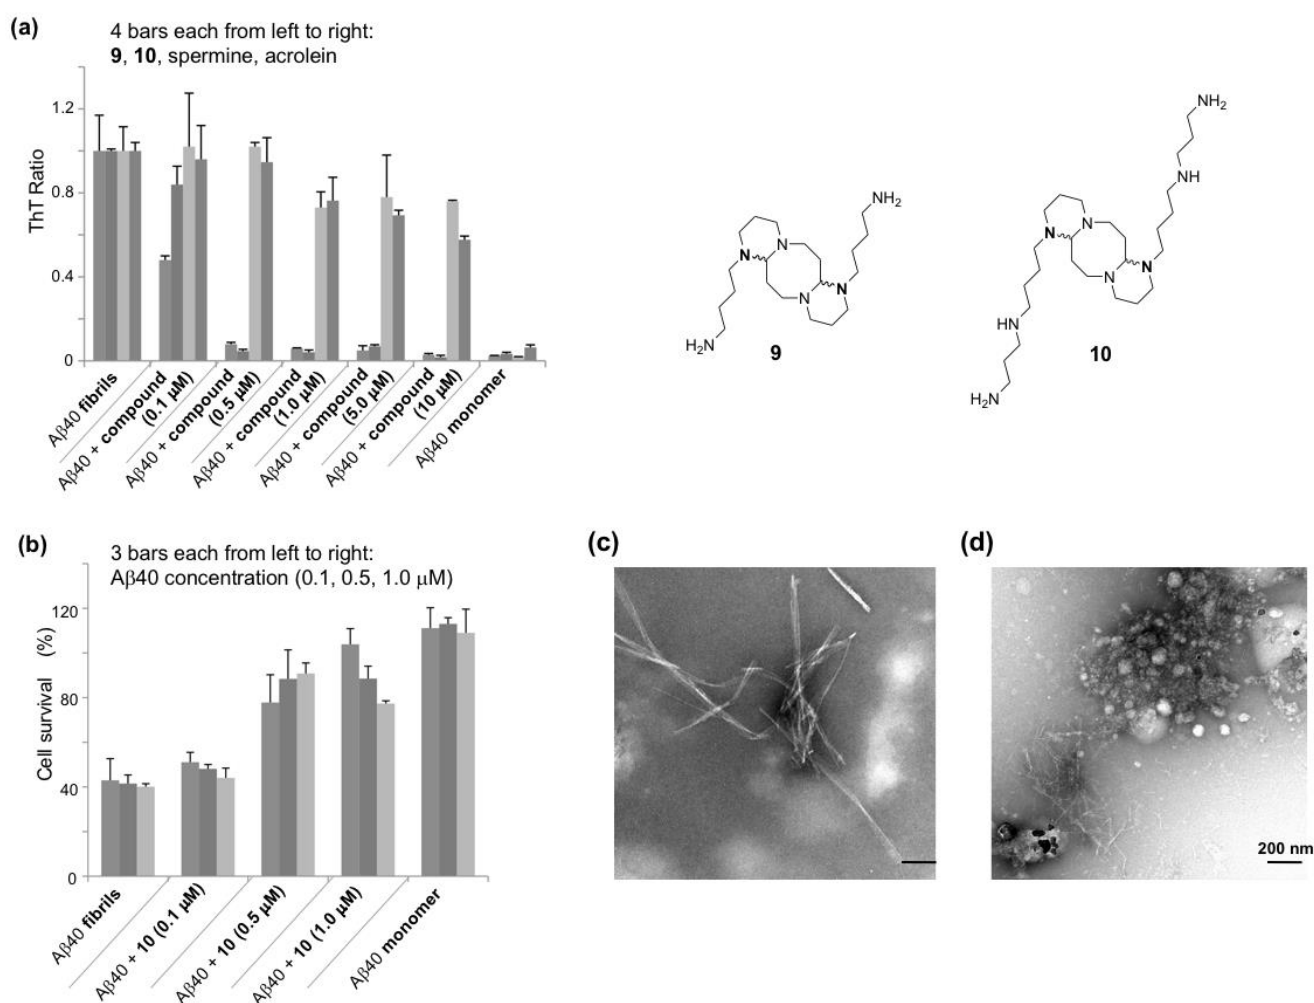 (a)
4 bars each from left to right:
9, 10, spermine, acrolein
ThT Ratio
1.2
0.8
0.4
0
Aβ40 fibrils
Aβ40 + compound
(0.1 μM)
Aβ40 + compound
(0.5 μM)
Aβ40 + compound
(1.0 μM)
Aβ40 + compound
(5.0 μM)
Aβ40 + compound
(10 μM)
Aβ40 monomer
NH2
N
N
N
N
H2N
9
NH2
NH
N
N
N
N
HN
H2N
10
(b)
3 bars each from left to right:
Aβ40 concentration (0.1, 0.5, 1.0 μM)
Cell survival (%)
120
80
40
0
Aβ40 fibrils
Aβ40 + 10 (0.1 μM)
Aβ40 + 10 (0.5 μM)
Aβ40 + 10 (1.0 μM)
Aβ40 monomer
(c)
(d)
200 nm